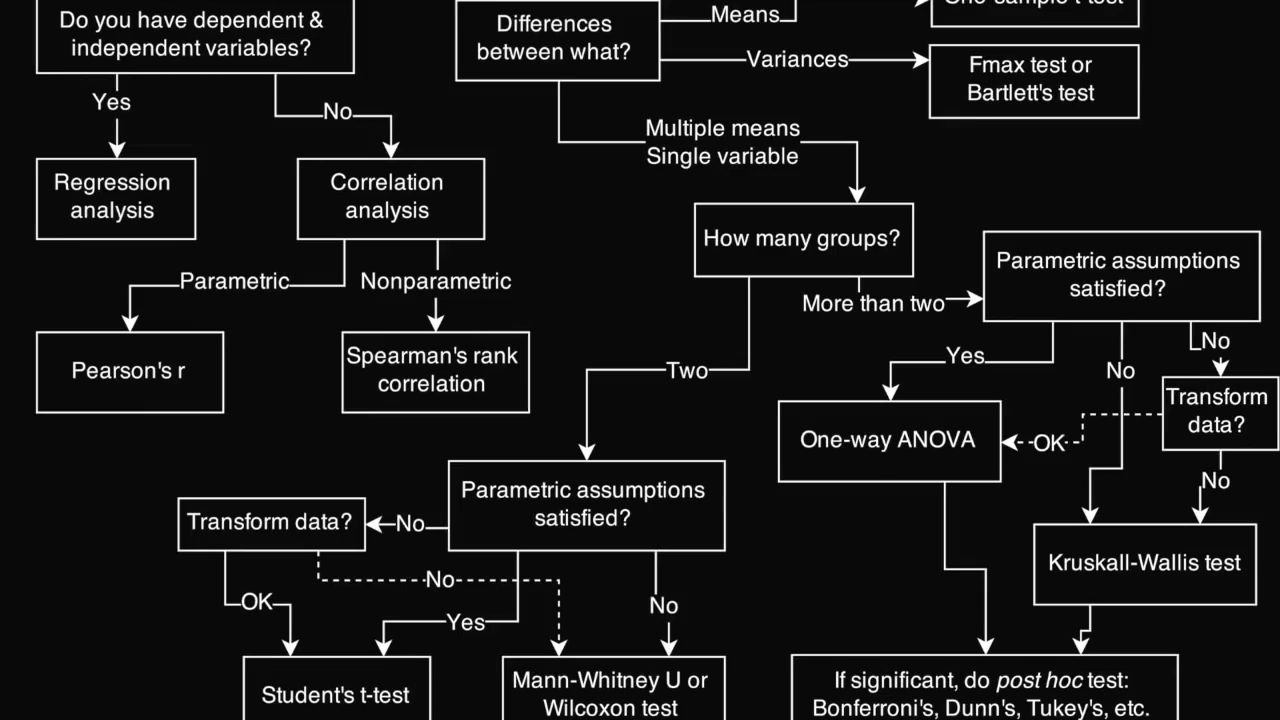 Do you have dependent &
independent variables?
Differences
between what?
Means
One-sample t-test
Variances
Fmax test or
Bartlett's test
Yes
No
Multiple means
Single variable
Regression
analysis
Correlation
analysis
How many groups?
Parametric assumptions
satisfied?
Parametric
Nonparametric
More than two
Pearson's r
Spearman's rank
correlation
Two
Yes
No
No
Transform
data?
One-way ANOVA
OK
No
Parametric assumptions
satisfied?
Transform data?
No
Kruskall-Wallis test
No
OK
Yes
No
Student's t-test
Mann-Whitney U or
Wilcoxon test
If significant, do post hoc test:
Bonferroni's, Dunn's, Tukey's, etc.